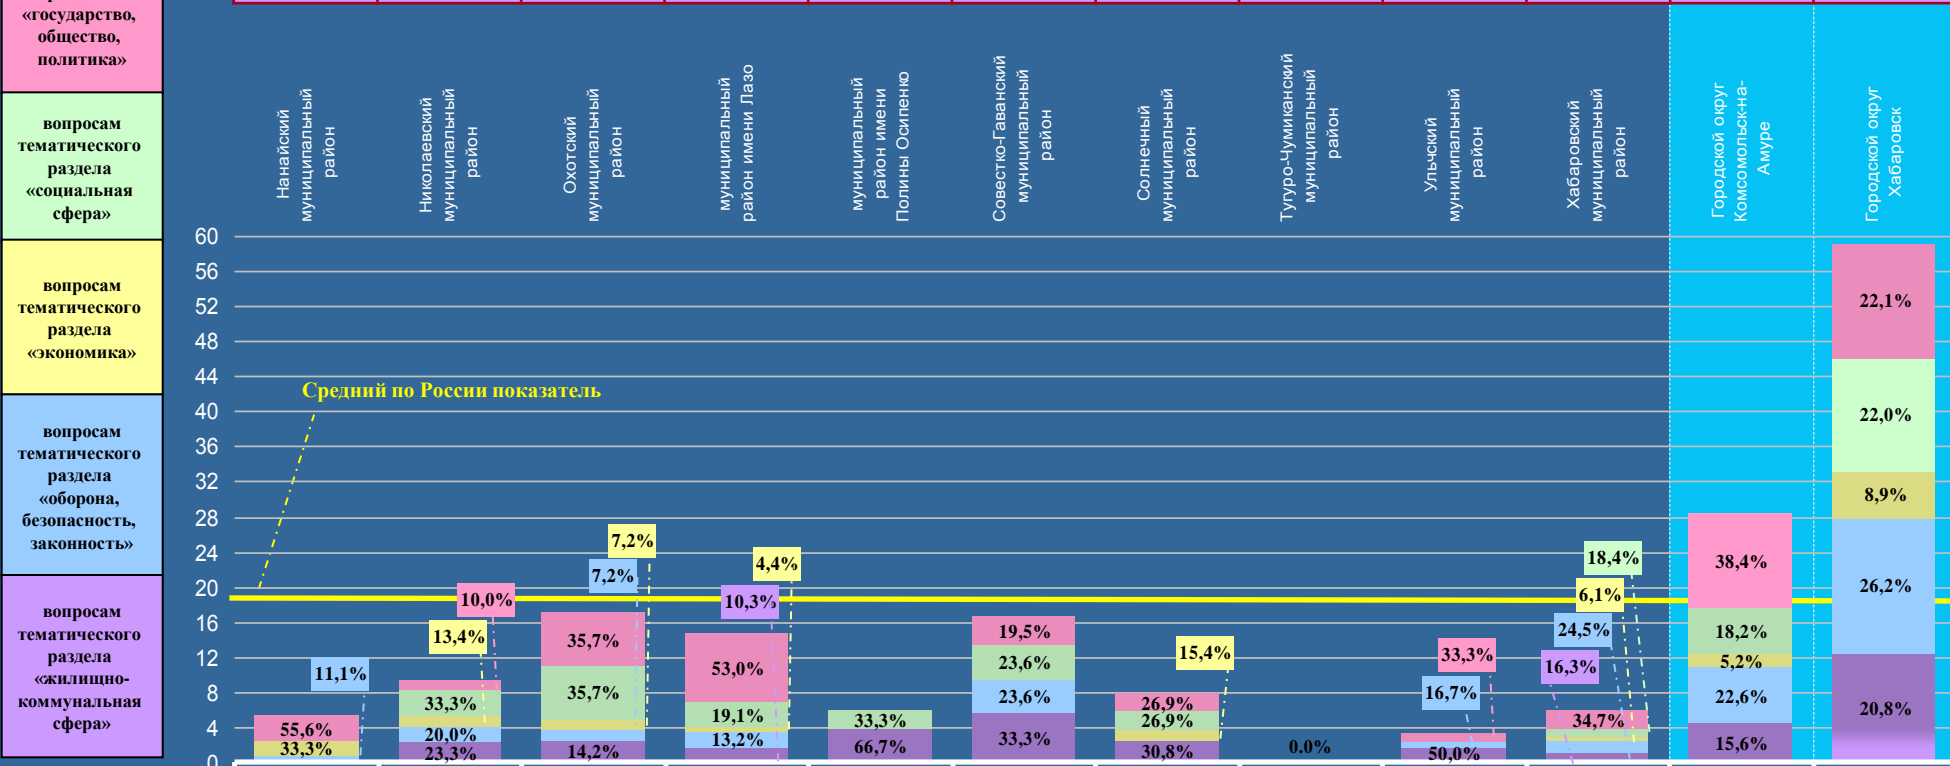 «государство,
общество,
политика»
вопросам
тематического
раздела
«социальная
сфера»
вопросам
тематического
раздела
«экономика»
вопросам
тематического
раздела
«оборона,
безопасность,
законность»
вопросам
тематического
раздела
«жилищно-
коммунальная
сфера»
Нанайский
муниципальный
район
Николаевский
муниципальный
район
Охотский
муниципальный
район
муниципальный
район имени Лазо
муниципальный
район имени
Полины Осипенко
Совестко-Гаванский
муниципальный
район
Солнечный
муниципальный
район
Тугуро-Чумиканский
муниципальный
район
Ульчский
муниципальный
район
Хабаровский
муниципальный
район
Городской округ
Комсомольск-на-
Амуре
Городской округ
Хабаровск
60
56
52
48
44
40
36
32
28
24
20
16
12
8
4
0
Средний по России показатель
11,1%
55,6%
33,3%
10,0%
13,4%
33,3%
20,0%
23,3%
7,2%
7,2%
35,7%
35,7%
14,2%
4,4%
10,3%
53,0%
19,1%
13,2%
33,3%
66,7%
19,5%
23,6%
23,6%
33,3%
15,4%
26,9%
26,9%
30,8%
0.0%
33,3%
16,7%
50,0%
18,4%
6,1%
24,5%
16,3%
34,7%
38,4%
18,2%
5,2%
22,6%
15,6%
22,1%
22,0%
8,9%
26,2%
20,8%